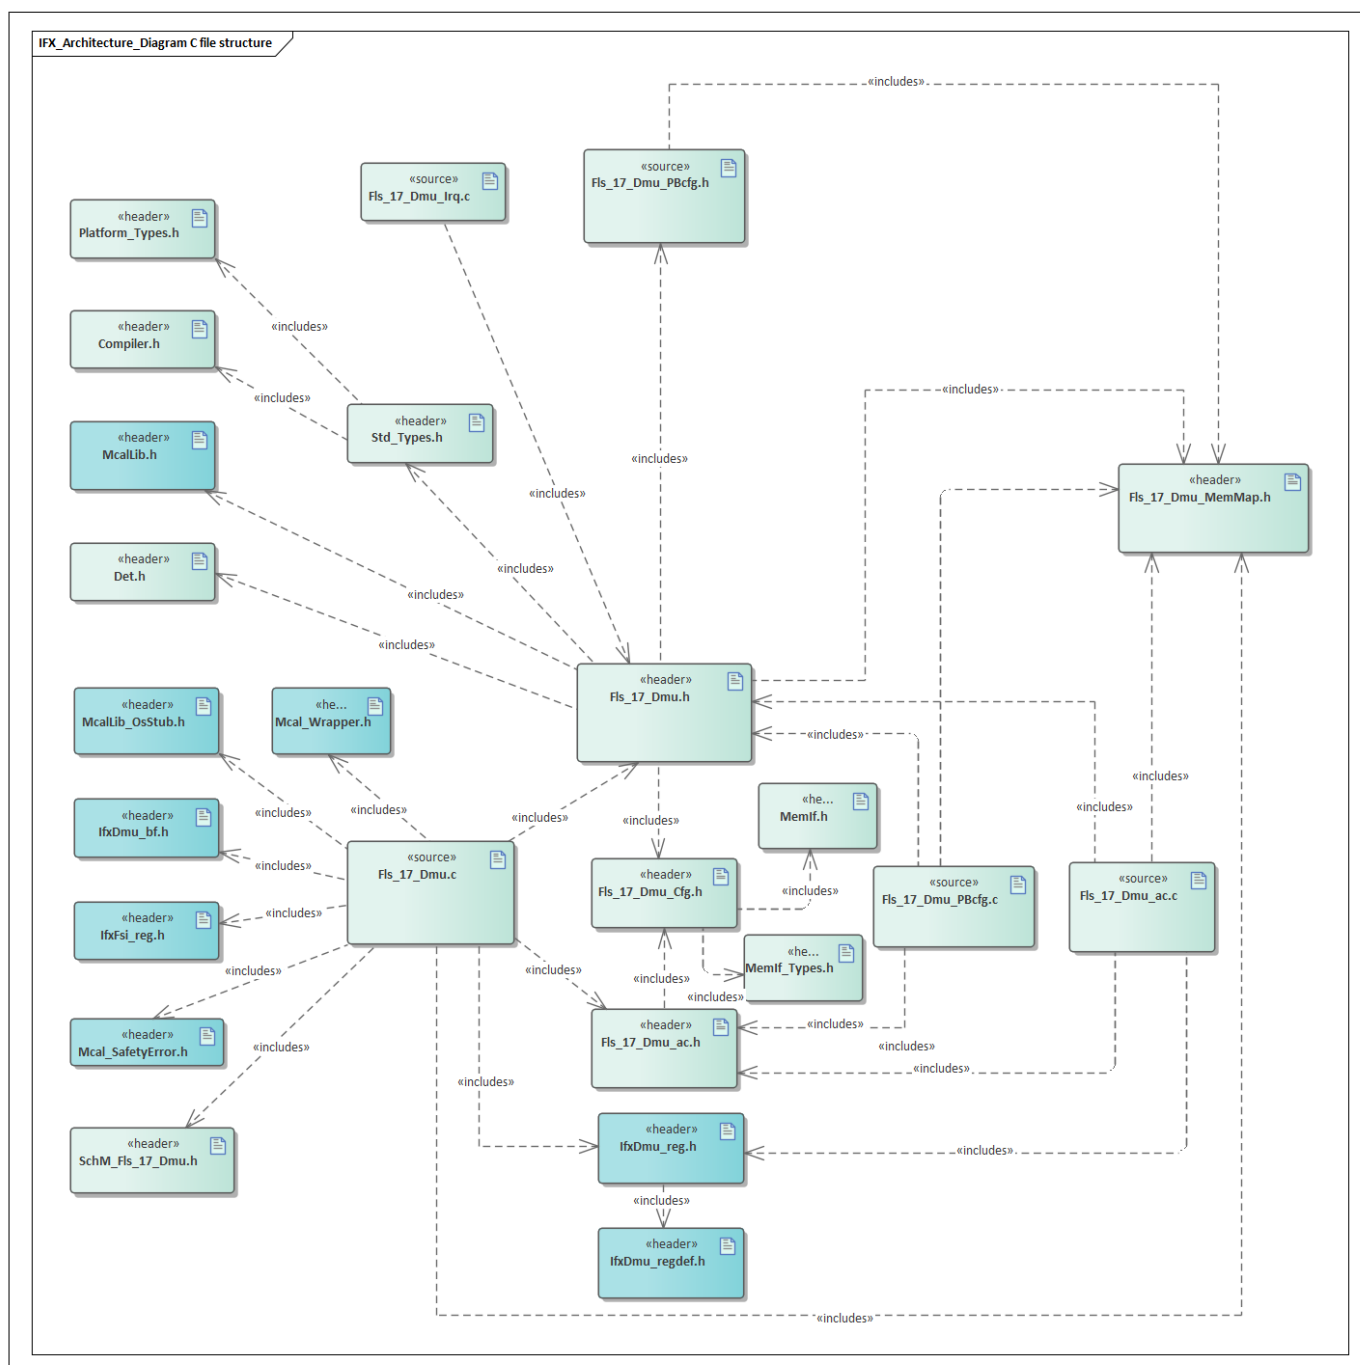 IFX_Architecture_Diagram C file structure
«includes»
«source»
Fls_17_Dmu_PBcfg.h
«source»
Fls_17_Dmu_Irq.c
«header»
Platform_Types.h
«includes»
«header»
Compiler.h
«includes»
«includes»
«header»
Std_Types.h
«header»
McalLib.h
«includes»
«header»
Fls_17_Dmu_MemMap.h
«includes»
«includes»
«header»
Det.h
«includes»
«includes»
«header»
Fls_17_Dmu.h
«header»
McalLib_OsStub.h
«he...
Mcal_Wrapper.h
«includes»
«includes»
«includes»
«header»
IfxDmu_bf.h
«includes»
«includes»
«he...
MemIf.h
«includes»
«source»
Fls_17_Dmu.c
«includes»
«header»
Fls_17_Dmu_Cfg.h
«includes»
«source»
Fls_17_Dmu_PBcfg.c
«source»
Fls_17_Dmu_ac.c
«header»
IfxFsi_reg.h
«includes»
«he...
MemIf_Types.h
«includes»
«includes»
«includes»
«includes»
«header»
Mcal_SafetyError.h
«includes»
«header»
Fls_17_Dmu_ac.h
«includes»
«includes»
«includes»
«header»
SchM_Fls_17_Dmu.h
«header»
IfxDmu_reg.h
«includes»
«includes»
«header»
IfxDmu_regdef.h
«includes»